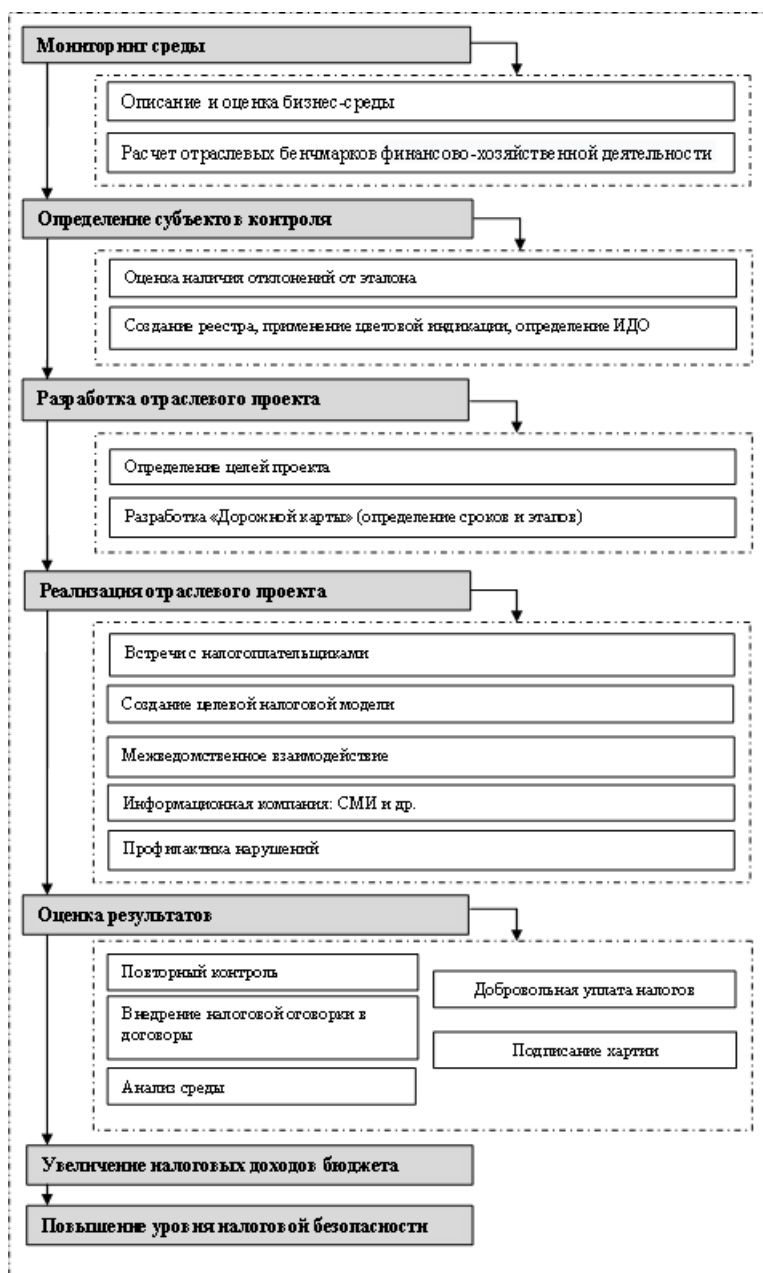 Мониторинг среды
Описание и оценка бизнес-среды
Расчет отраслевых бенчмарков финансово-хозяйственной деятельности
Определение субъектов контроля
Оценка наличия отклонений от эталона
Создание реестра, применение цветовой индикации, определение ИДО
Разработка отраслевого проекта
Определение целей проекта
Разработка «Дорожной карты» (определение сроков и этапов)
Реализация отраслевого проекта
Встречи с налогоплательщиками
Создание целевой налоговой модели
Межведомственное взаимодействие
Информационная компания: СМИ и др.
Профилактика нарушений
Оценка результатов
Повторный контроль
Внедрение налоговой оговорки в
договоры
Анализ среды
Добровольная уплата налогов
Подписание хартии
Увеличение налоговых доходов бюджета
Повышение уровня налоговой безопасности